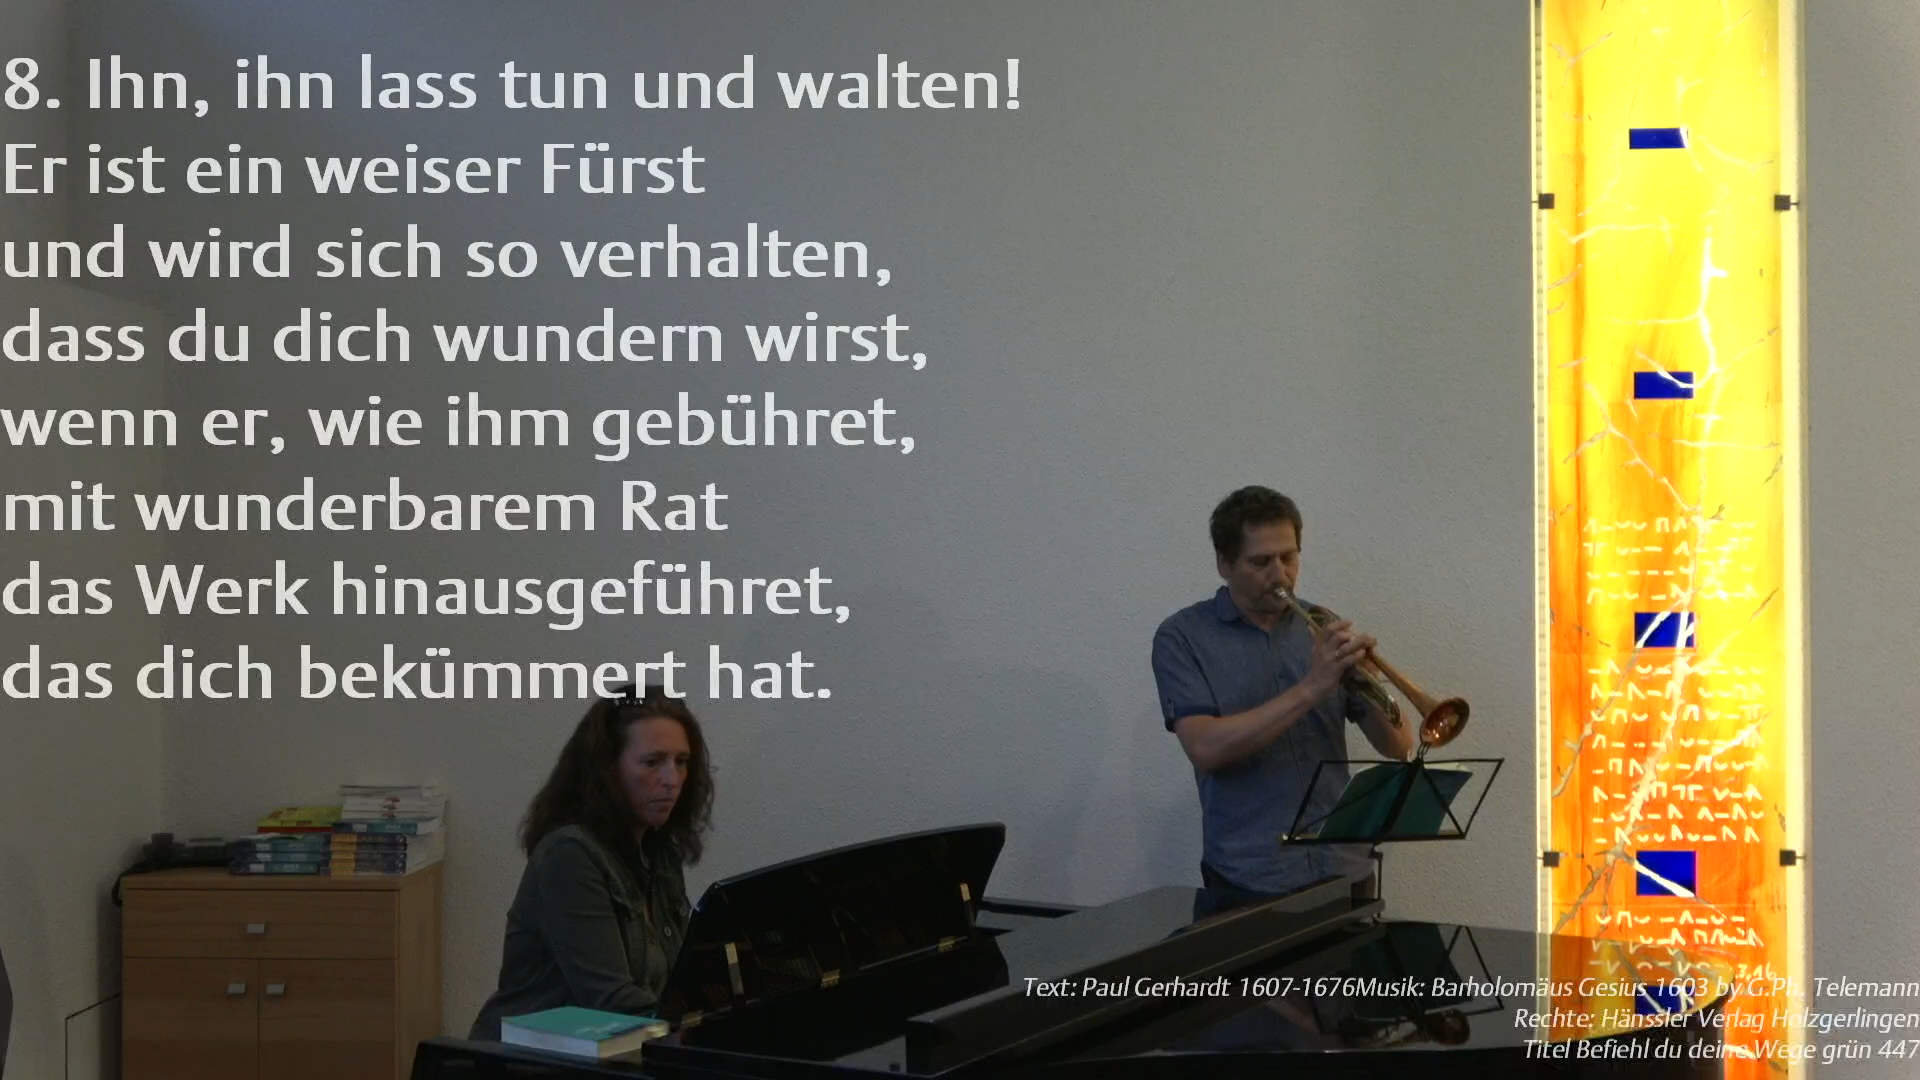 8. Ihn, ihn lass tun und walten!
Er ist ein weiser Fürst
und wird sich so verhalten,
dass du dich wundern wirst,
wenn er, wie ihm gebühret,
mit wunderbarem Rat
das Werk hinausgeführet,
das dich bekümmert hat.
Text: Paul Gerhardt 1607-1676Musik: Barholomäus Gesius 1603 by G.Ph. Telemann
Rechte: Hänssler Verlag Holzgerlingen
Titel Befiehl du deine Wege grün 447